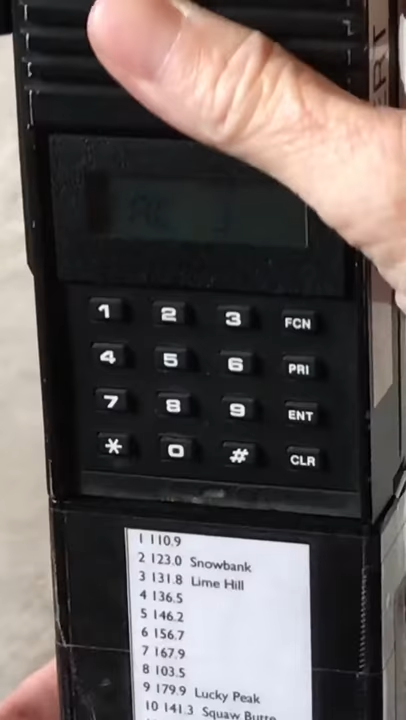 ERT
1 2 3 FCN
4 5 6 PRI
7 8 9 ENT
* 0 # CLR
1 110.9
2 123.0 Snowbank
3 131.8 Lime Hill
4 136.5
5 146.2
6 156.7
7 167.9
8 103.5
9 179.9 Lucky Peak
10 141.3 Squaw Butte